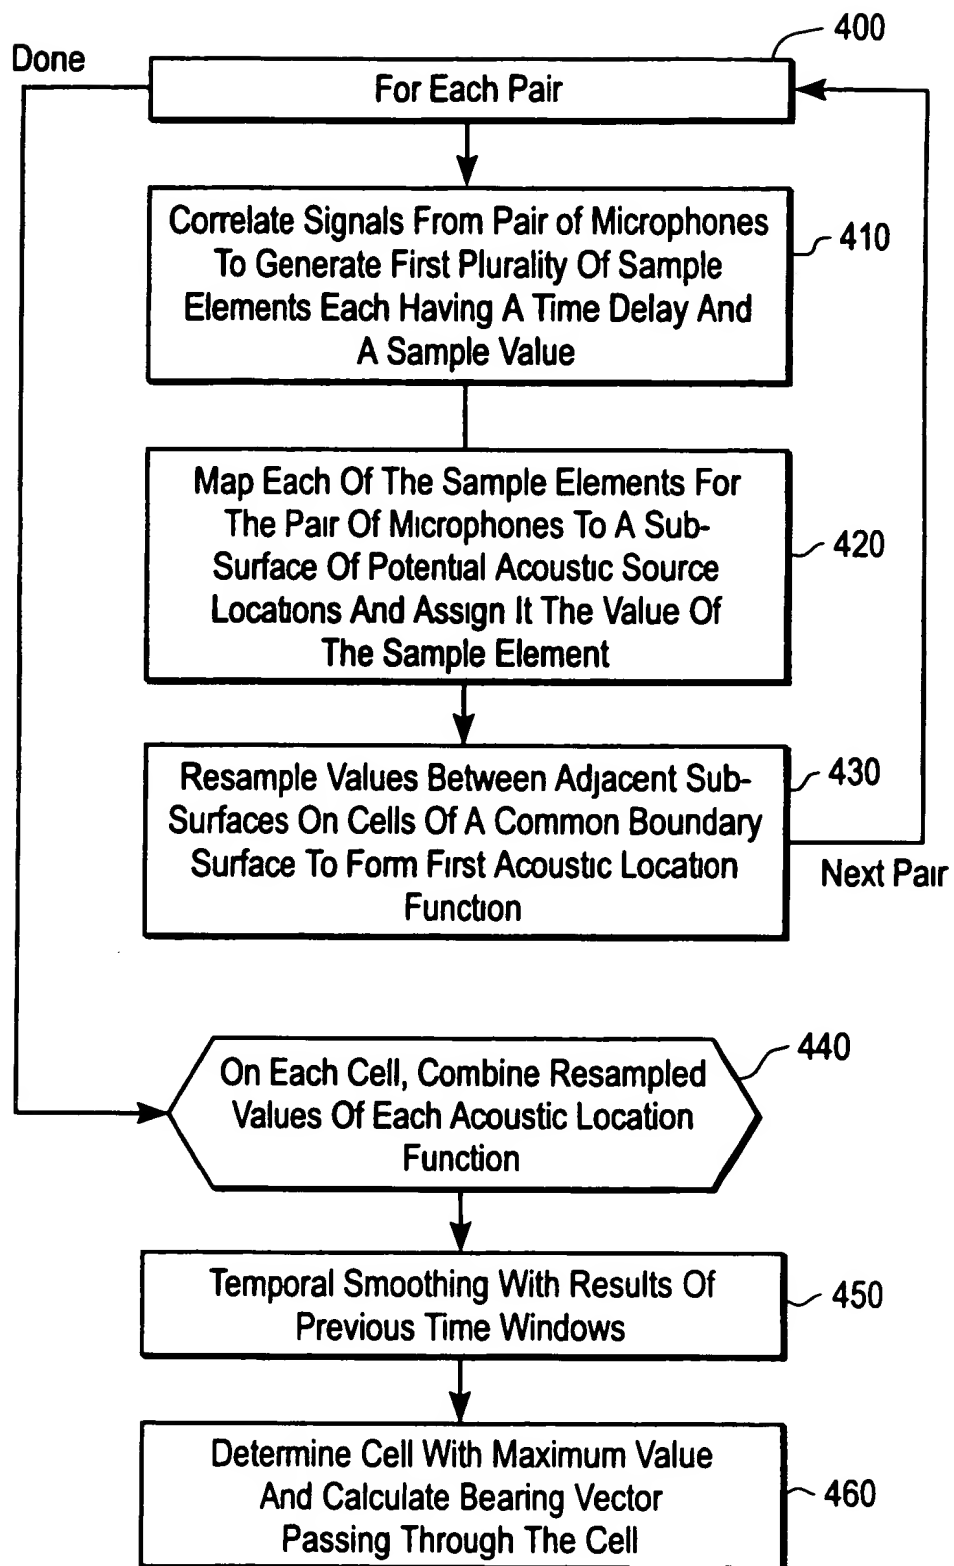 400
Done
For Each Pair
Correlate Signals From Pair of Microphones
To Generate First Plurality Of Sample
Elements Each Having A Time Delay And
A Sample Value
410
Map Each Of The Sample Elements For
The Pair Of Microphones To A Sub-
Surface Of Potential Acoustic Source
Locations And Assign It The Value Of
The Sample Element
420
Resample Values Between Adjacent Sub-
Surfaces On Cells Of A Common Boundary
Surface To Form First Acoustic Location
Function
430
Next Pair
On Each Cell, Combine Resampled
Values Of Each Acoustic Location
Function
440
Temporal Smoothing With Results Of
Previous Time Windows
450
Determine Cell With Maximum Value
And Calculate Bearing Vector
Passing Through The Cell
460